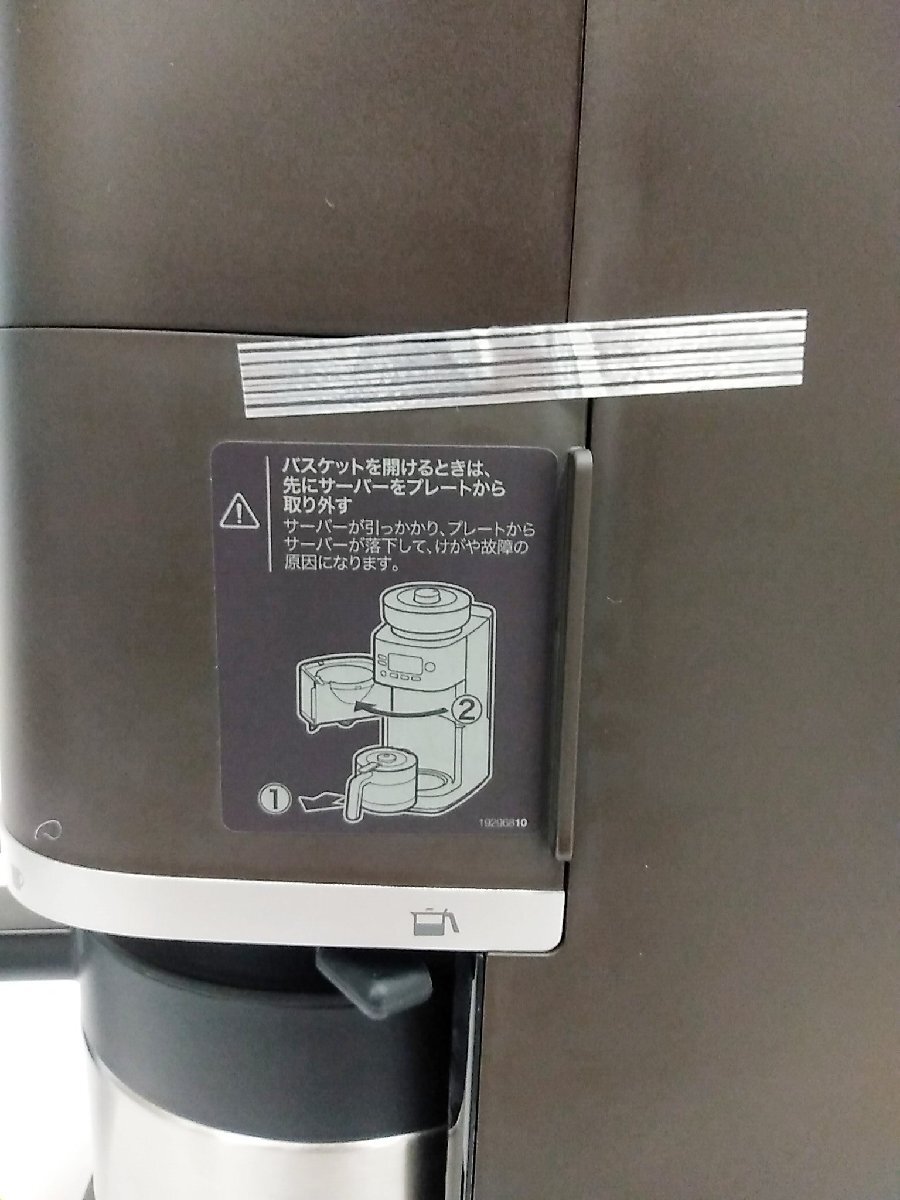 バスケットを開けるときは、
先にサーバーをプレートから
取り外す
サーバーが引っかかり、プレートから
サーバーが落下して、けがや故障の
原因になります。
②
①
19296810